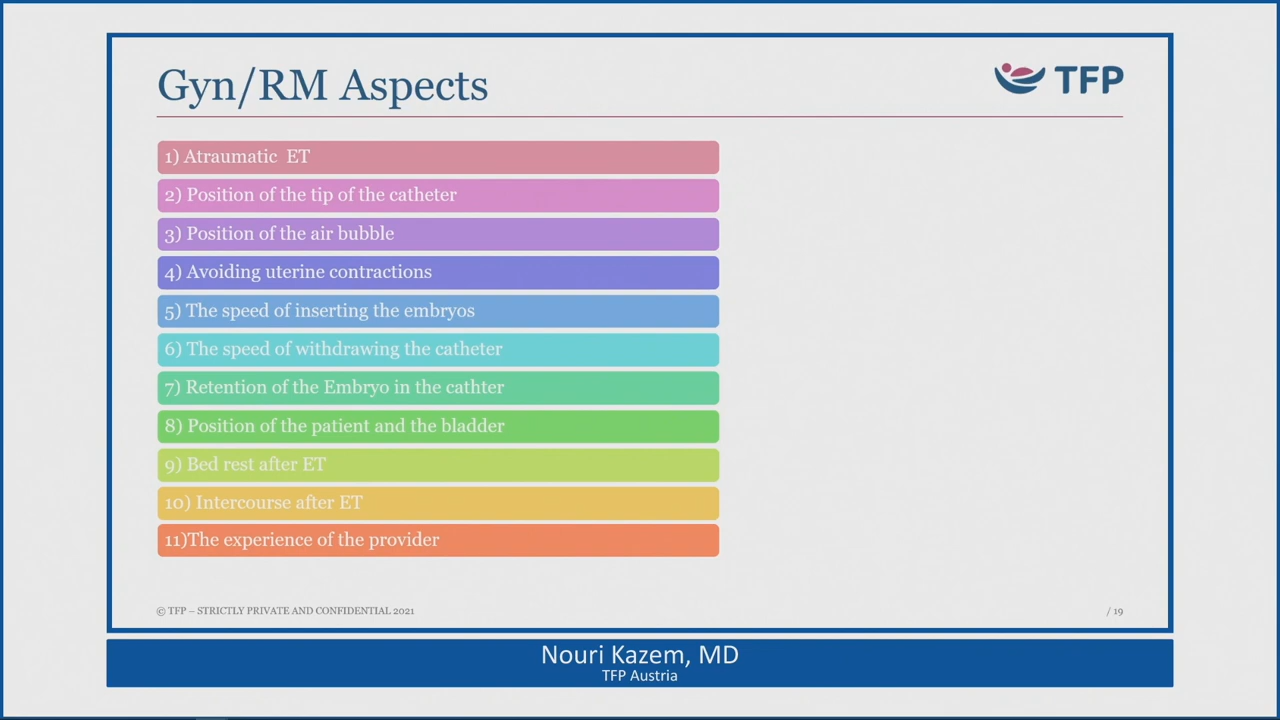 Gyn/RM Aspects
TFP
1) Atraumatic ET
2) Position of the tip of the catheter
3) Position of the air bubble
4) Avoiding uterine contractions
5) The speed of inserting the embryos
6) The speed of withdrawing the catheter
7) Retention of the Embryo in the cathter
8) Position of the patient and the bladder
9) Bed rest after ET
10) Intercourse after ET
11)The experience of the provider
© TFP – STRICTLY PRIVATE AND CONFIDENTIAL 2021
/ 19
Nouri Kazem, MD
TFP Austria